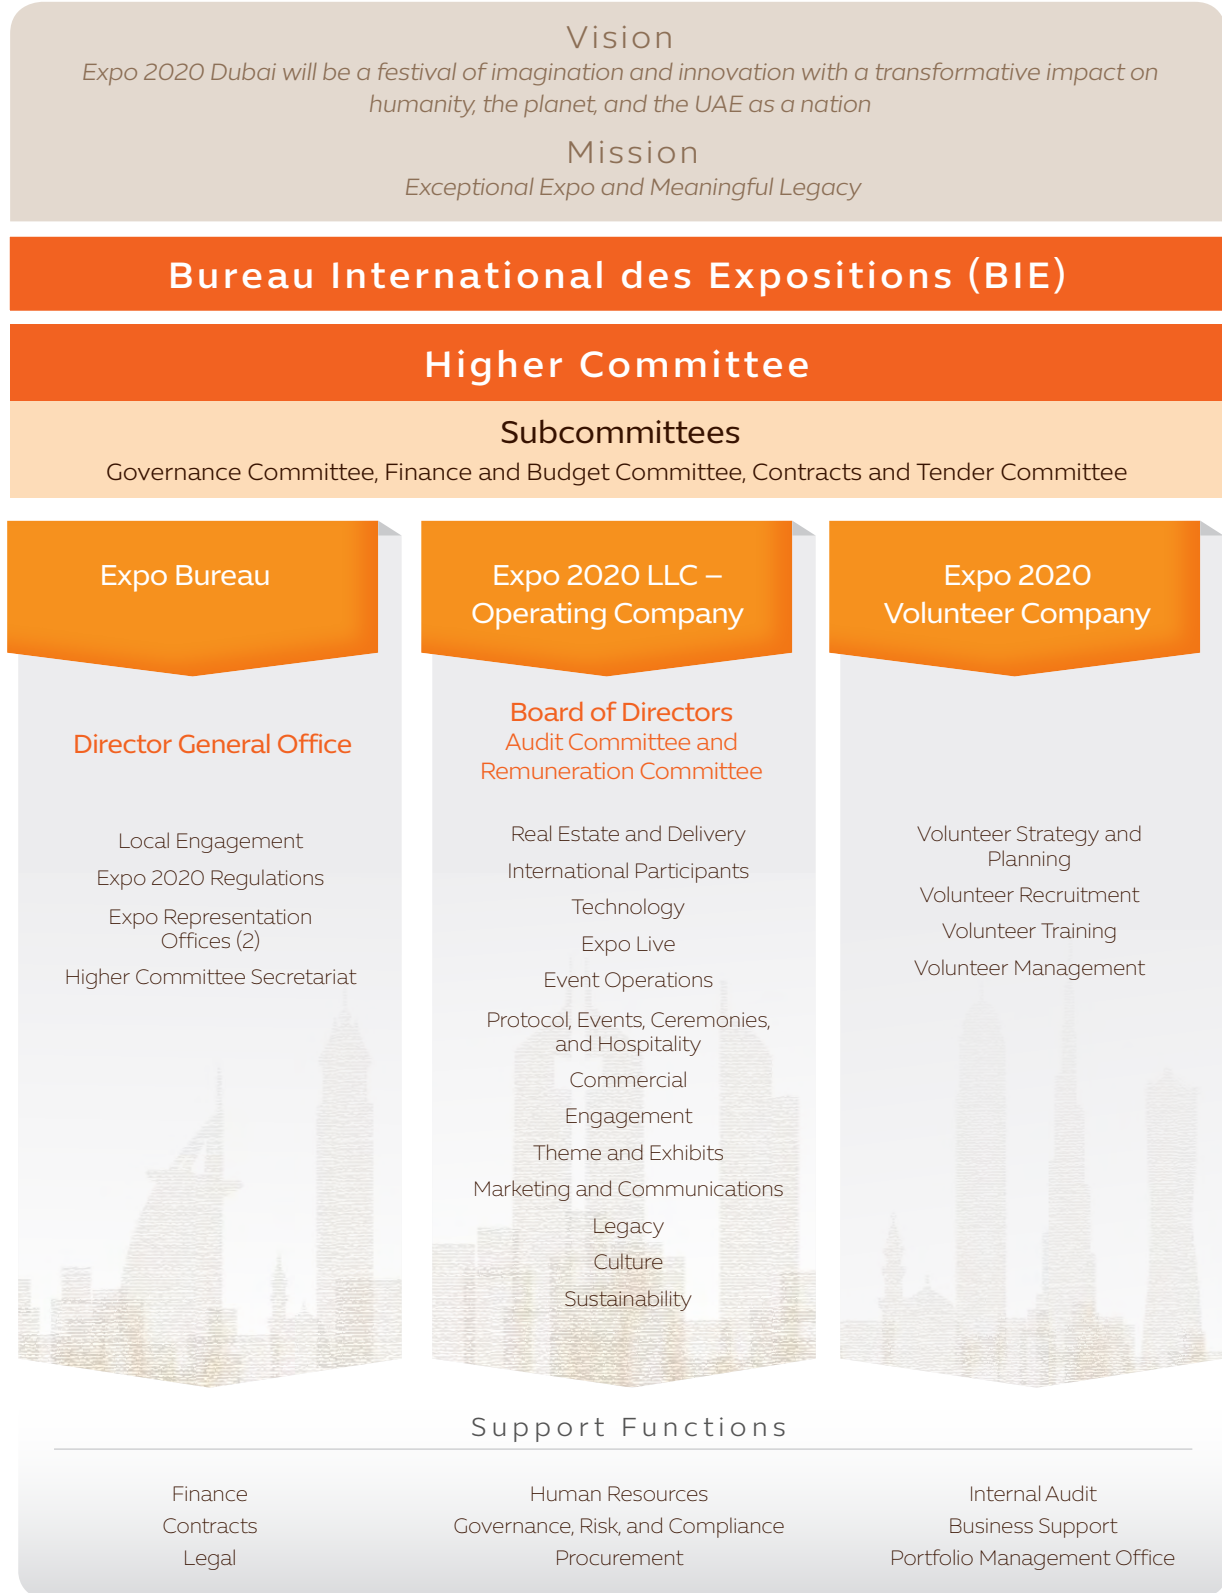 Vision
Expo 2020 Dubai will be a festival of imagination and innovation with a transformative impact on
humanity, the planet, and the UAE as a nation
Mission
Exceptional Expo and Meaningful Legacy
Bureau International des Expositions (BIE)
Higher Committee
Subcommittees
Governance Committee, Finance and Budget Committee, Contracts and Tender Committee
Expo Bureau
Director General Office
Local Engagement
Expo 2020 Regulations
Expo Representation
Offices (2)
Higher Committee Secretariat
Expo 2020 LLC –
Operating Company
Board of Directors
Audit Committee and
Remuneration Committee
Real Estate and Delivery
International Participants
Technology
Expo Live
Event Operations
Protocol, Events, Ceremonies,
and Hospitality
Commercial
Engagement
Theme and Exhibits
Marketing and Communications
Legacy
Culture
Sustainability
Expo 2020
Volunteer Company
Volunteer Strategy and
Planning
Volunteer Recruitment
Volunteer Training
Volunteer Management
Support Functions
Finance
Contracts
Legal
Human Resources
Governance, Risk, and Compliance
Procurement
Internal Audit
Business Support
Portfolio Management Office